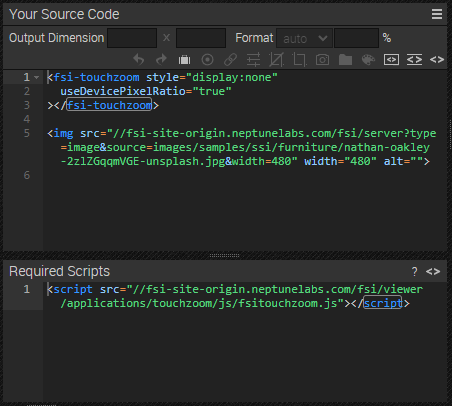 Your Source Code
Output Dimension X Format auto %
1 <fsi-touchzoom style="display:none"
2 useDevicePixelRatio="true"
3 ></fsi-touchzoom>
4
5 <img src="//fsi-site-origin.neptunelabs.com/fsi/server?type
=image&source=images/samples/ssi/furniture/nathan-oakley
-2zlZGqqmVGE-unsplash.jpg&width=480" width="480" alt="">
6
Required Scripts ? <>
1 <script src="//fsi-site-origin.neptunelabs.com/fsi/viewer
/applications/touchzoom/js/fsitouchzoom.js"></script>